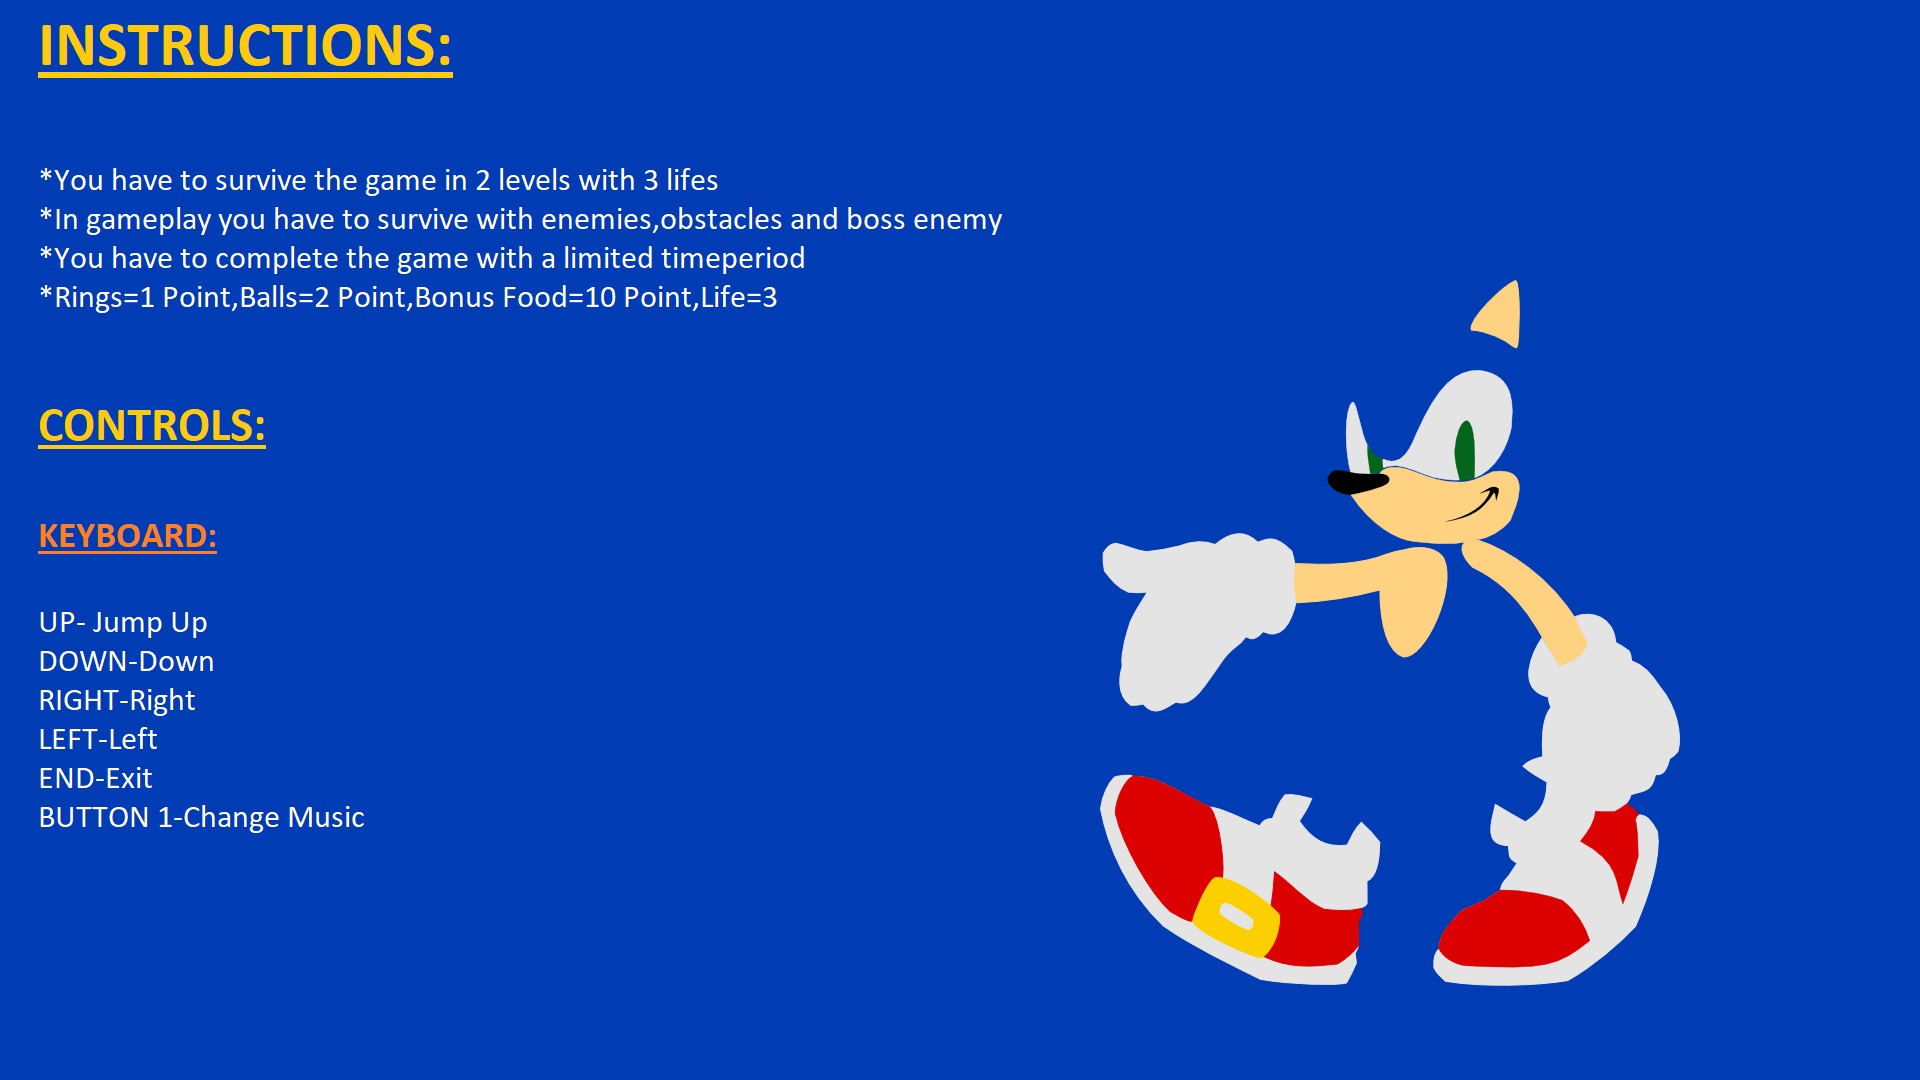 INSTRUCTIONS:
*You have to survive the game in 2 levels with 3 lifes
*In gameplay you have to survive with enemies,obstacles and boss enemy
*You have to complete the game with a limited timeperiod
*Rings=1 Point,Balls=2 Point,Bonus Food=10 Point,Life=3
CONTROLS:
KEYBOARD:
UP- Jump Up
DOWN-Down
RIGHT-Right
LEFT-Left
END-Exit
BUTTON 1-Change Music